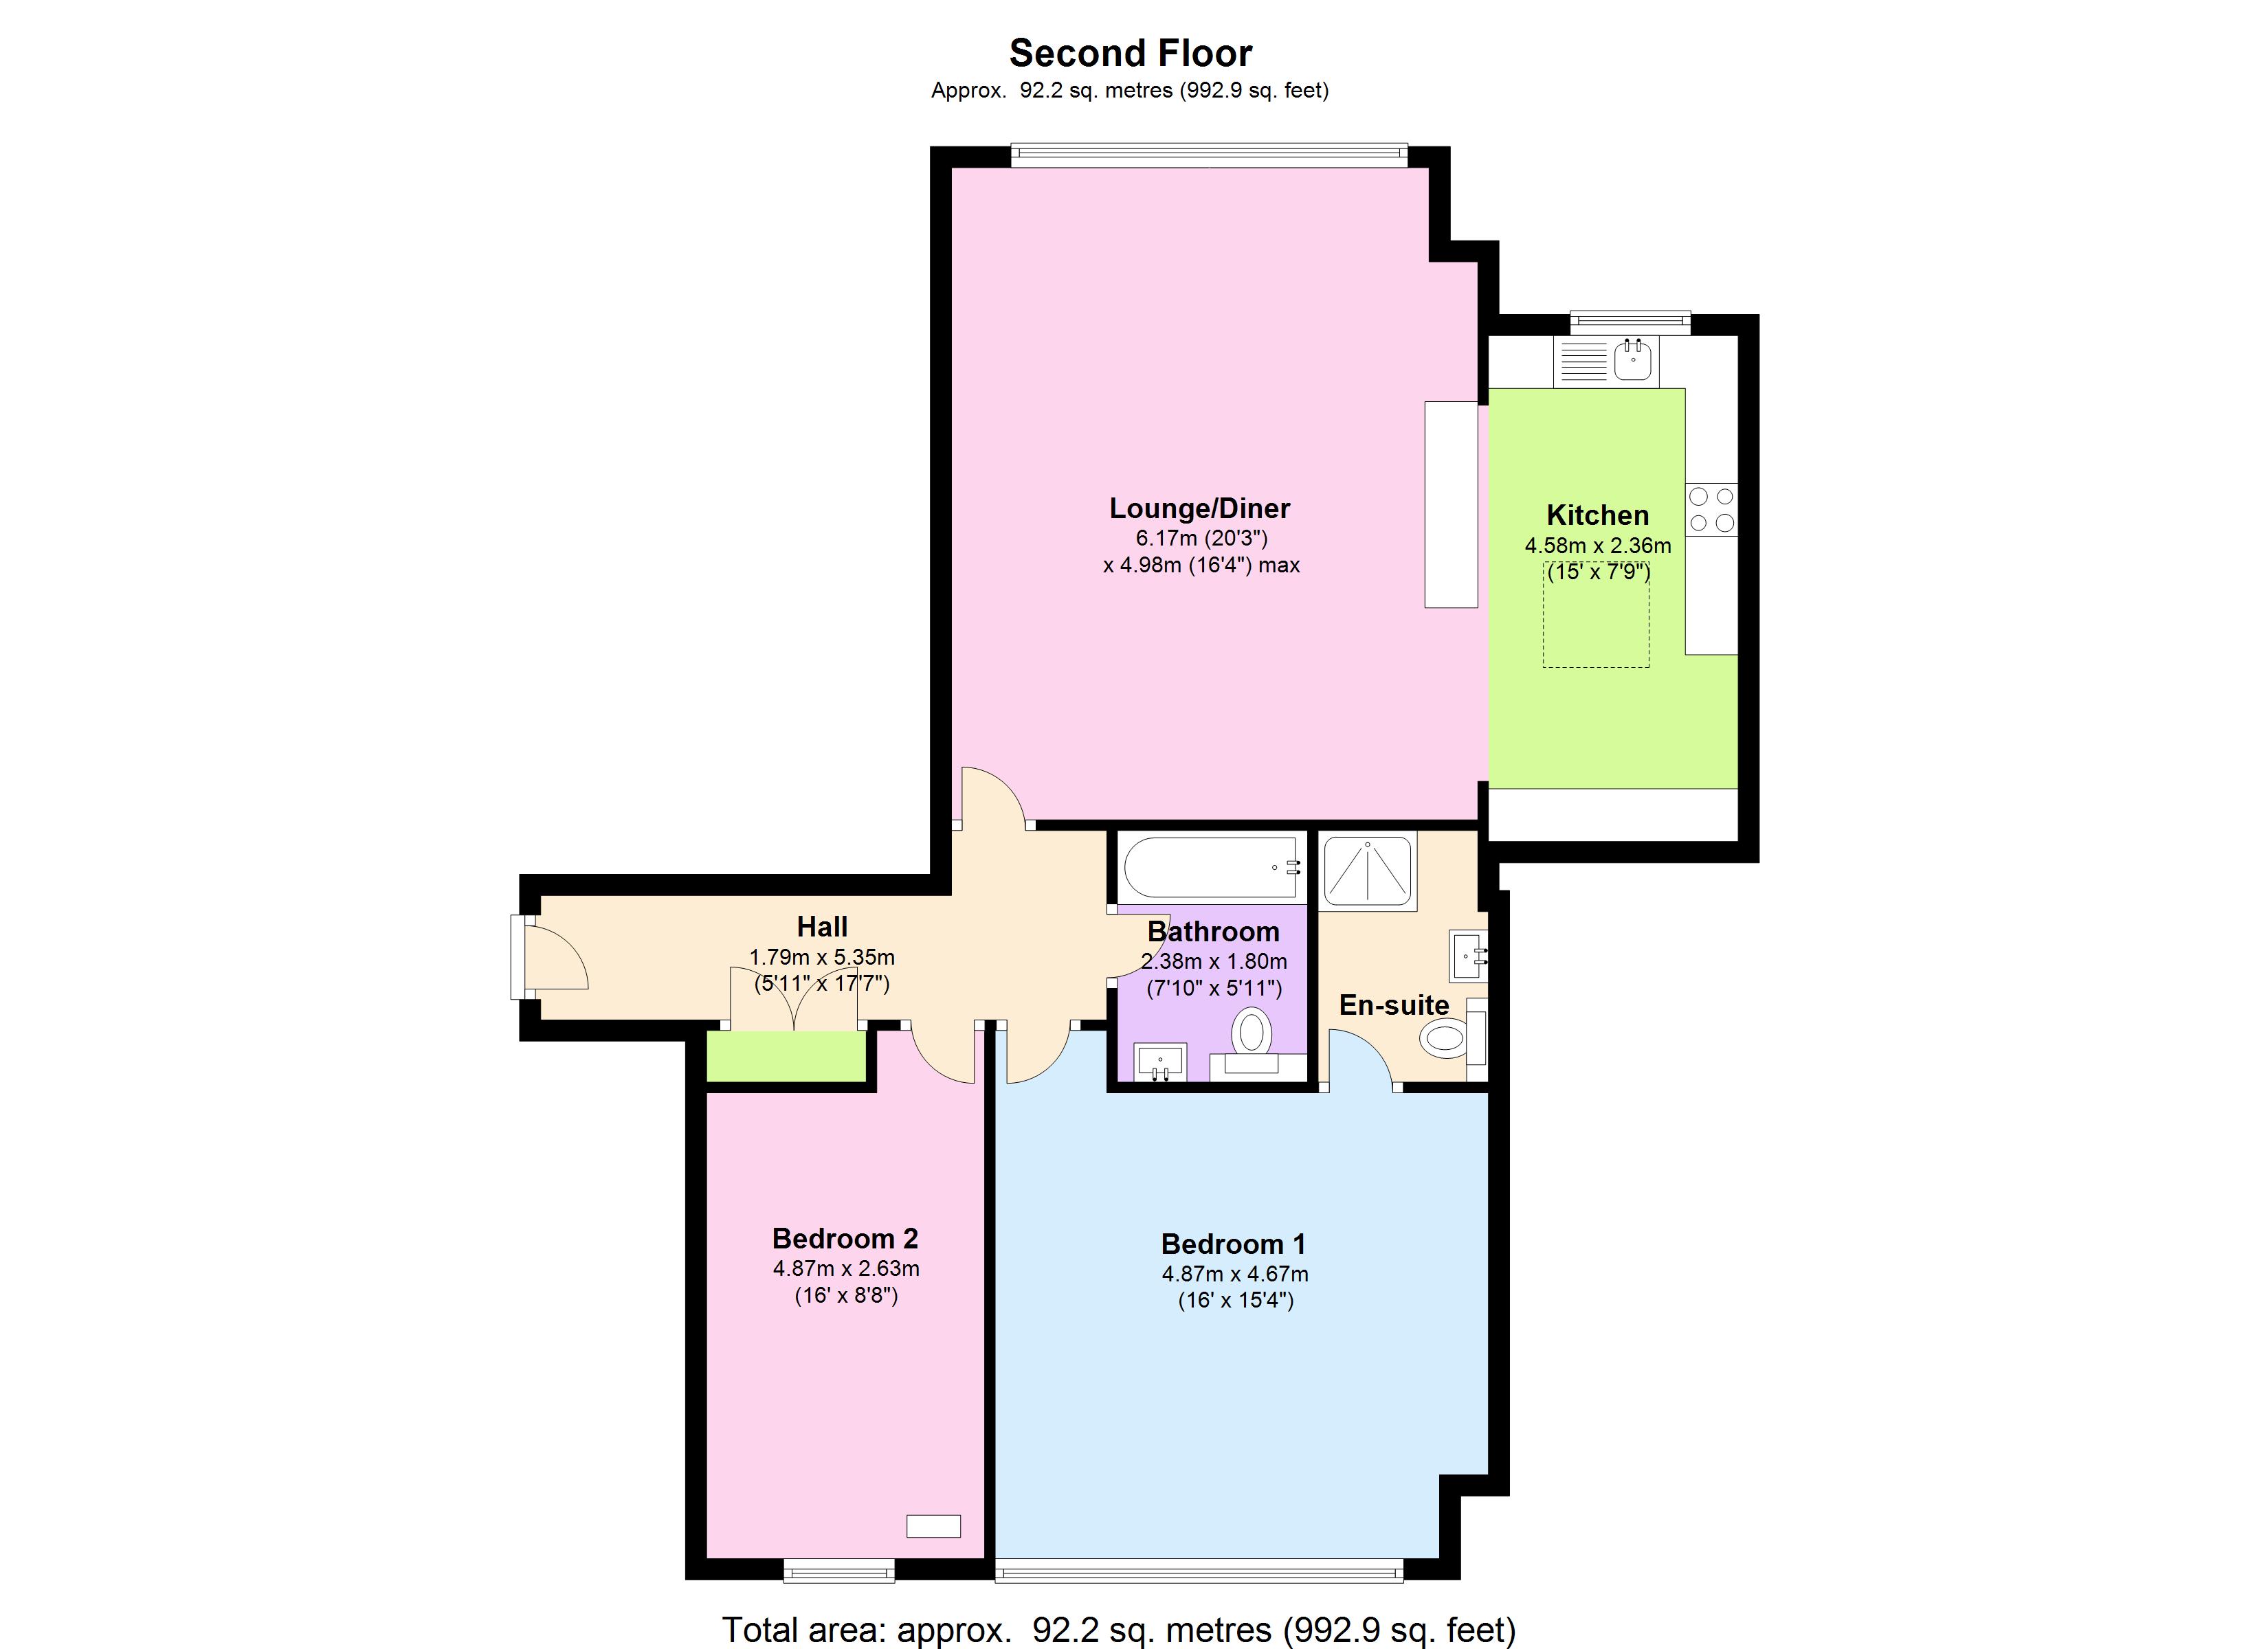 Second Floor
Approx. 92.2 sq. metres (992.9 sq. feet)
Lounge/Diner
6.17m (20'3")
x 4.98m (16'4") max
Kitchen
4.58m x 2.36m
(15' x 7'9")
Hall
1.79m x 5.35m
(5'11" x 17'7")
Bathroom
2.38m x 1.80m
(7'10" x 5'11")
En-suite
Bedroom 2
4.87m x 2.63m
(16' x 8'8")
Bedroom 1
4.87m x 4.67m
(16' x 15'4")
Total area: approx. 92.2 sq. metres (992.9 sq. feet)